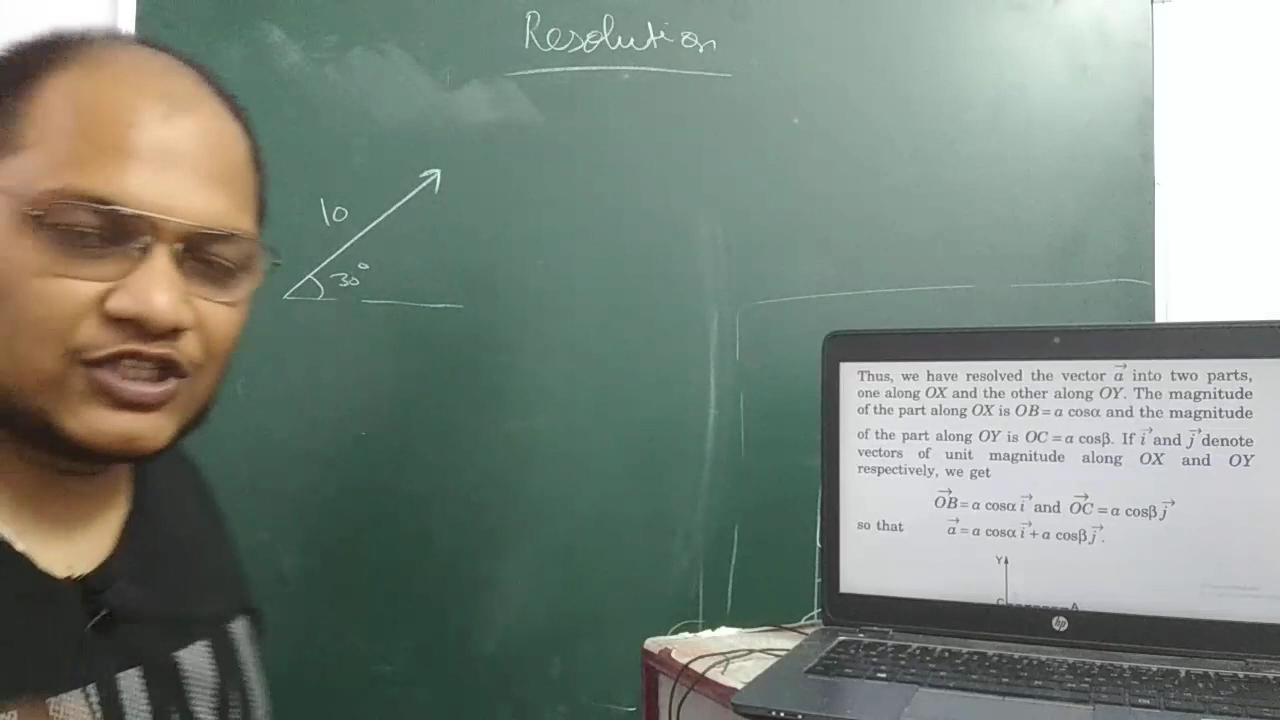 Resolution
10
30°
Thus, we have resolved the vector a⃗ into two parts,
one along OX and the other along OY. The magnitude
of the part along OX is OB = a cosα and the magnitude
of the part along OY is OC = a cosβ. If i⃗ and j⃗ denote
vectors of unit magnitude along OX and OY
respectively, we get
O⃗B⃗ = a cosα i⃗ and O⃗C⃗ = a cosβ j⃗
so that a⃗ = a cosα i⃗ + a cosβ j⃗.
Y
C A
hp